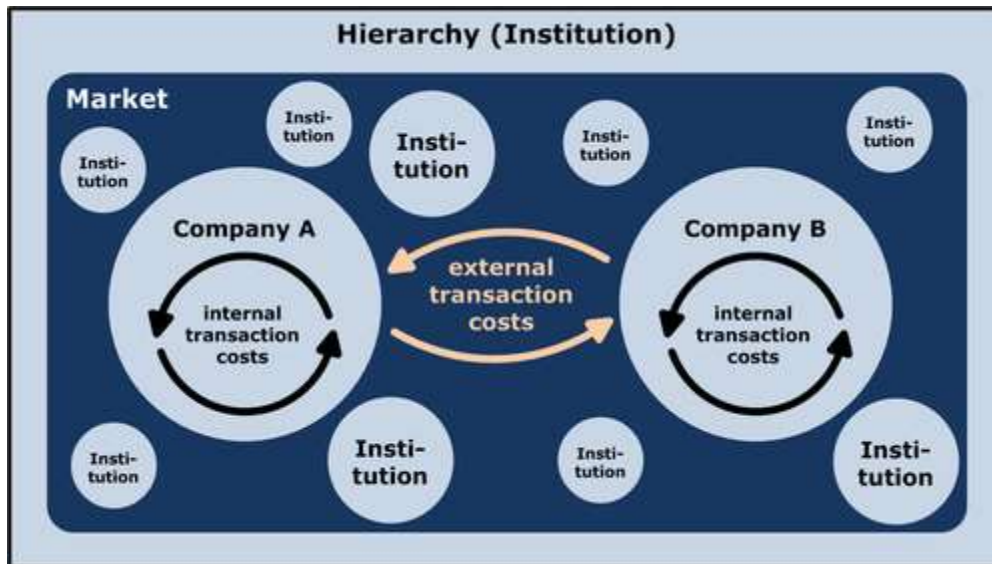 Hierarchy (Institution)
Market
Insti-
tution
Insti-
tution
Insti-
tution
Insti-
tution
Insti-
tution
Company A
internal
transaction
costs
external
transaction
costs
Company B
internal
transaction
costs
Insti-
tution
Insti-
tution
Insti-
tution
Insti-
tution